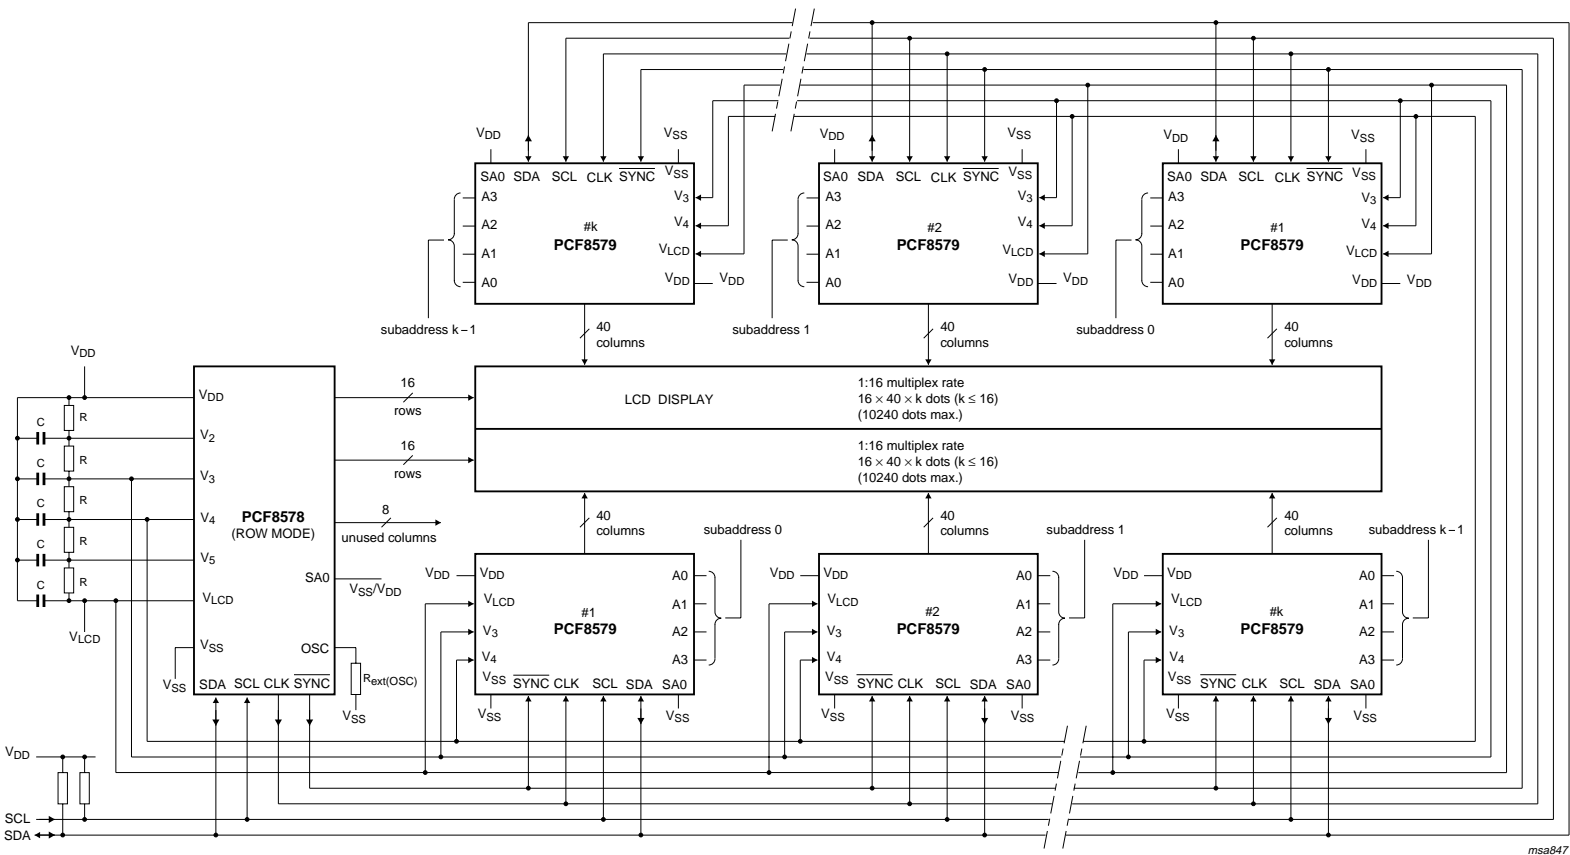 VDD VSS VDD VSS VDD VSS
SA0 SDA SCL CLK SYNC VSS
SA0 SDA SCL CLK SYNC VSS
SA0 SDA SCL CLK SYNC VSS
A3 V3
A2 V4
A1 VLCD
A0 VDD VDD
#k
PCF8579
A3 V3
A2 V4
A1 VLCD
A0 VDD VDD
#2
PCF8579
A3 V3
A2 V4
A1 VLCD
A0 VDD VDD
#1
PCF8579
subaddress k−1
40
columns
subaddress 1
40
columns
subaddress 0
40
columns
VDD
C R
C R
C R
C R
C R
VLCD
VDD
V2
V3
V4
V5
VLCD
VSS
VSS
PCF8578
(ROW MODE)
SA0
VSS/VDD
OSC
Rext(OSC)
VSS
SDA SCL CLK SYNC
16
rows
16
rows
8
unused columns
LCD DISPLAY
1:16 multiplex rate
16 × 40 × k dots (k ≤ 16)
(10240 dots max.)
1:16 multiplex rate
16 × 40 × k dots (k ≤ 16)
(10240 dots max.)
40
columns
subaddress 0
40
columns
subaddress 1
40
columns
subaddress k−1
VDD VDD A0
VLCD A1
V3 A2
V4 A3
#1
PCF8579
VSS SYNC CLK SCL SDA SA0
VSS VSS
VDD VDD A0
VLCD A1
V3 A2
V4 A3
#2
PCF8579
VSS SYNC CLK SCL SDA SA0
VSS VSS
VDD VDD A0
VLCD A1
V3 A2
V4 A3
#k
PCF8579
VSS SYNC CLK SCL SDA SA0
VSS VSS
VDD
SCL
SDA
msa847